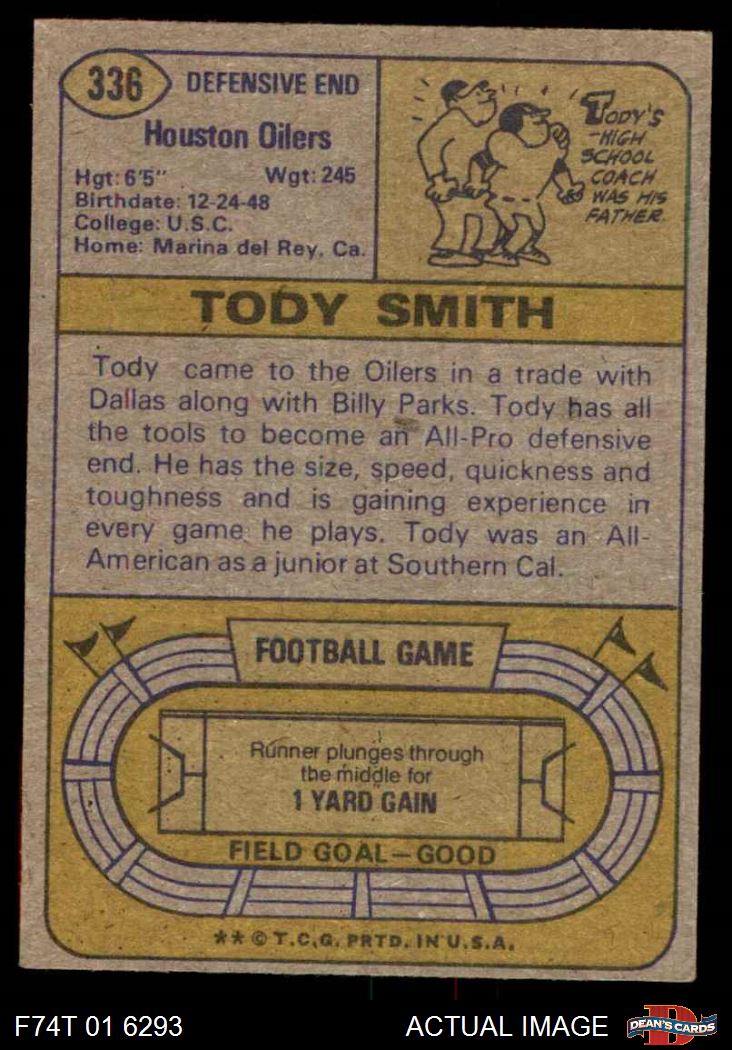 336
DEFENSIVE END
Houston Oilers
Hgt: 6'5" Wgt: 245
Birthdate: 12-24-48
College: U.S.C.
Home: Marina del Rey, Ca.
TODY'S
HIGH
SCHOOL
COACH
WAS HIS
FATHER.
TODY SMITH
Tody came to the Oilers in a trade with
Dallas along with Billy Parks. Tody has all
the tools to become an All-Pro defensive
end. He has the size, speed, quickness and
toughness and is gaining experience in
every game he plays. Tody was an All-
American as a junior at Southern Cal.
FOOTBALL GAME
Runner plunges through
the middle for
1 YARD GAIN
FIELD GOAL—GOOD
** © T.C.G. PRTD. IN U.S.A.
F74T 01 6293
ACTUAL IMAGE
D
DEAN'S CARDS